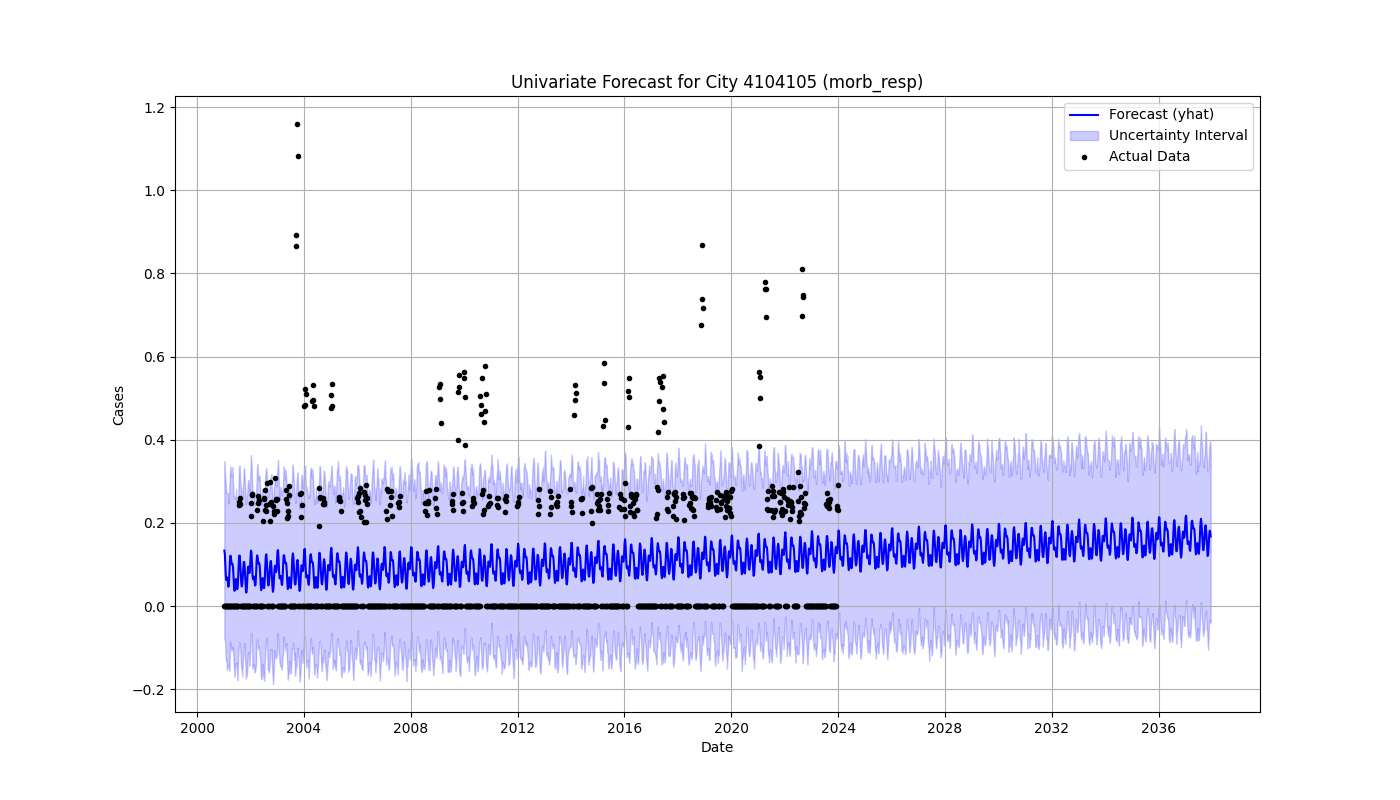 Univariate Forecast for City 4104105 (morb_resp)
Forecast (yhat)
Uncertainty Interval
Actual Data
Cases
1.2
1.0
0.8
0.6
0.4
0.2
0.0
−0.2
2000 2004 2008 2012 2016 2020 2024 2028 2032 2036
Date